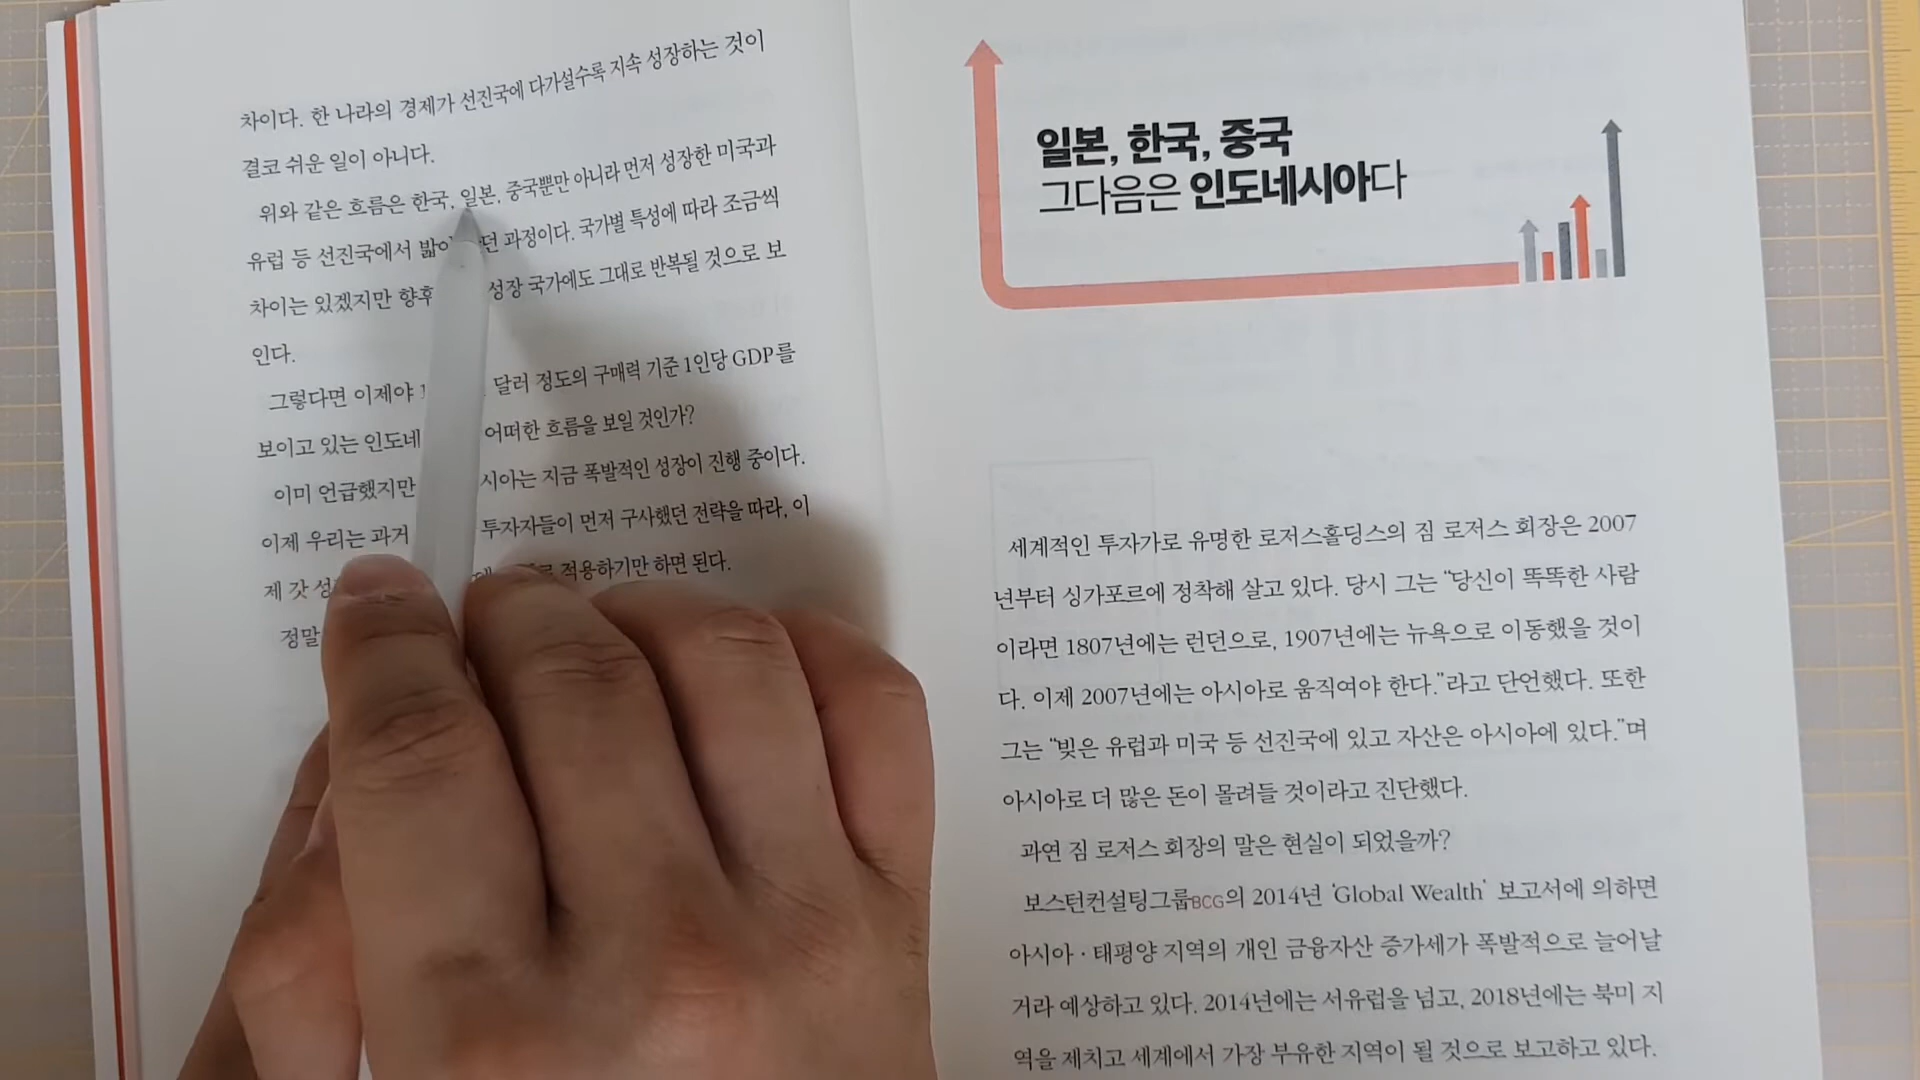 차이다. 한 나라의 경제가 선진국에 다가설수록 지속 성장하는 것이
결코 쉬운 일이 아니다.
위와 같은 흐름은 한국, 일본, 중국뿐만 아니라 먼저 성장한 미국과
유럽 등 선진국에서 던 과정이다. 국가별 특성에 따라 조금씩
차이는 있겠지만 향후 성장 국가에도 그대로 반복될 것으로 보
인다.
그렇다면 이제야 달러 정도의 구매력 기준 1인당 GDP를
보이고 있는 어떠한 흐름을 보일 것인가?
이미 언급했지만 지금 폭발적인 성장이 진행 중이다.
이제 우리는 과거 투자자들이 먼저 구사했던 전략을 따라, 이
제 갓 적용하기만 하면 된다.
정말
일본, 한국, 중국
그다음은 인도네시아다
세계적인 투자가로 유명한 로저스홀딩스의 짐 로저스 회장은 2007
년부터 싱가포르에 정착해 살고 있다. 당시 그는 “당신이 똑똑한 사람
이라면 1807년에는 런던으로, 1907년에는 뉴욕으로 이동했을 것이
다. 이제 2007년에는 아시아로 움직여야 한다.”라고 단언했다. 또한
그는 “빚은 유럽과 미국 등 선진국에 있고 자산은 아시아에 있다.”며
아시아로 더 많은 돈이 몰려들 것이라고 진단했다.
과연 짐 로저스 회장의 말은 현실이 되었을까?
보스턴컨설팅그룹BCG의 2014년 ‘Global Wealth’ 보고서에 의하면
아시아·태평양 지역의 개인 금융자산 증가세가 폭발적으로 늘어날
거라 예상하고 있다. 2014년에는 서유럽을 넘고, 2018년에는 북미 지
역을 제치고 세계에서 가장 부유한 지역이 될 것으로 보고하고 있다.